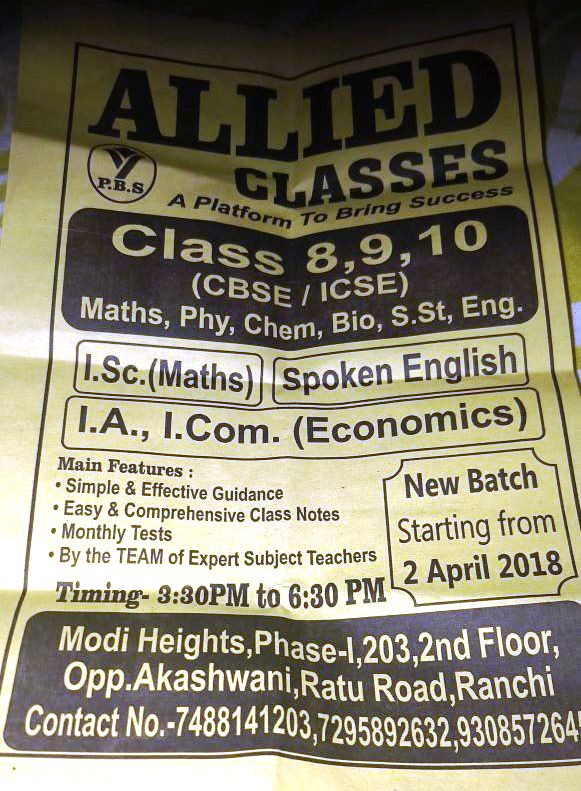 ALLIED
CLASSES
P.B.S
A Platform To Bring Success
Class 8,9,10
(CBSE / ICSE)
Maths, Phy, Chem, Bio, S.St, Eng.
I.Sc.(Maths)
Spoken English
I.A., I.Com. (Economics)
Main Features :
• Simple & Effective Guidance
• Easy & Comprehensive Class Notes
• Monthly Tests
• By the TEAM of Expert Subject Teachers
New Batch
Starting from
2 April 2018
Timing- 3:30PM to 6:30 PM
Modi Heights,Phase-I,203,2nd Floor,
Opp.Akashwani,Ratu Road,Ranchi
Contact No.-7488141203,7295892632,930857264